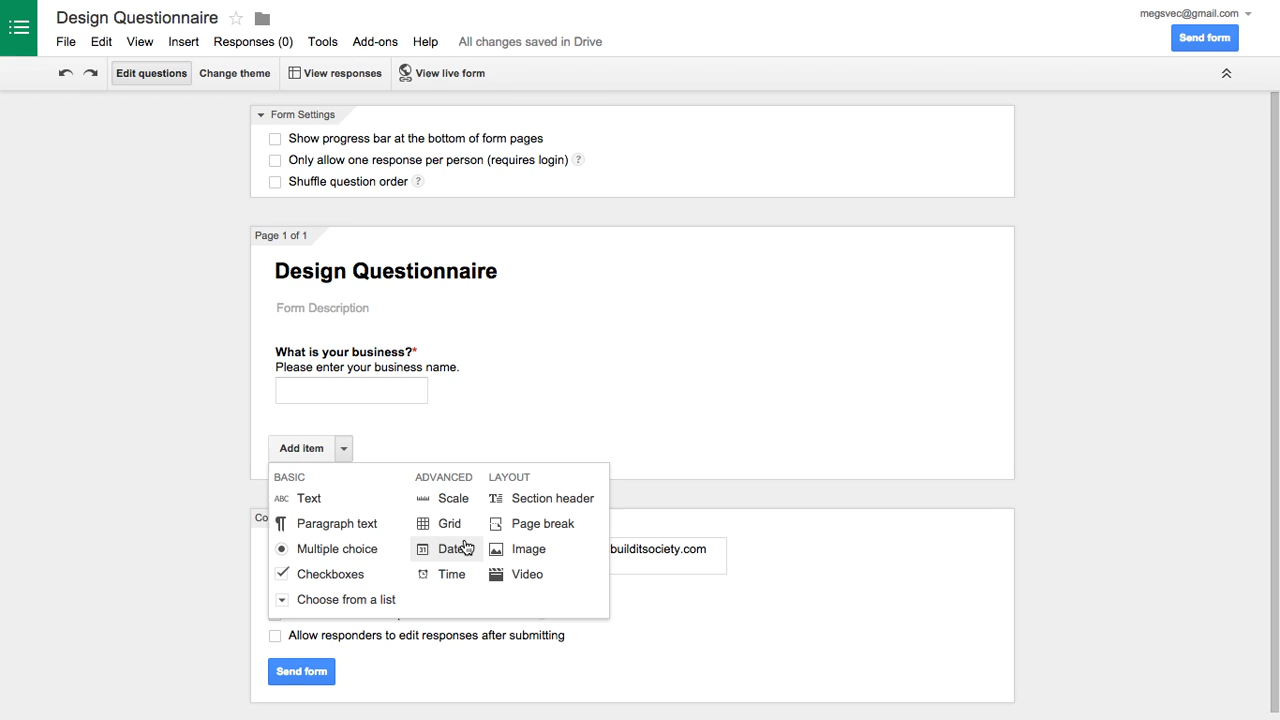 Design Questionnaire
megsvec@gmail.com
File Edit View Insert Responses (0) Tools Add-ons Help All changes saved in Drive
Send form
Edit questions Change theme View responses View live form
Form Settings
Show progress bar at the bottom of form pages
Only allow one response per person (requires login) ?
Shuffle question order ?
Page 1 of 1
Design Questionnaire
Form Description
What is your business?*
Please enter your business name.
Add item
BASIC ADVANCED LAYOUT
ABC Text Scale Section header
Paragraph text Grid Page break
Multiple choice 31 Date Image
Checkboxes Time Video
Choose from a list
Co
builditsociety.com
Allow responders to edit responses after submitting
Send form